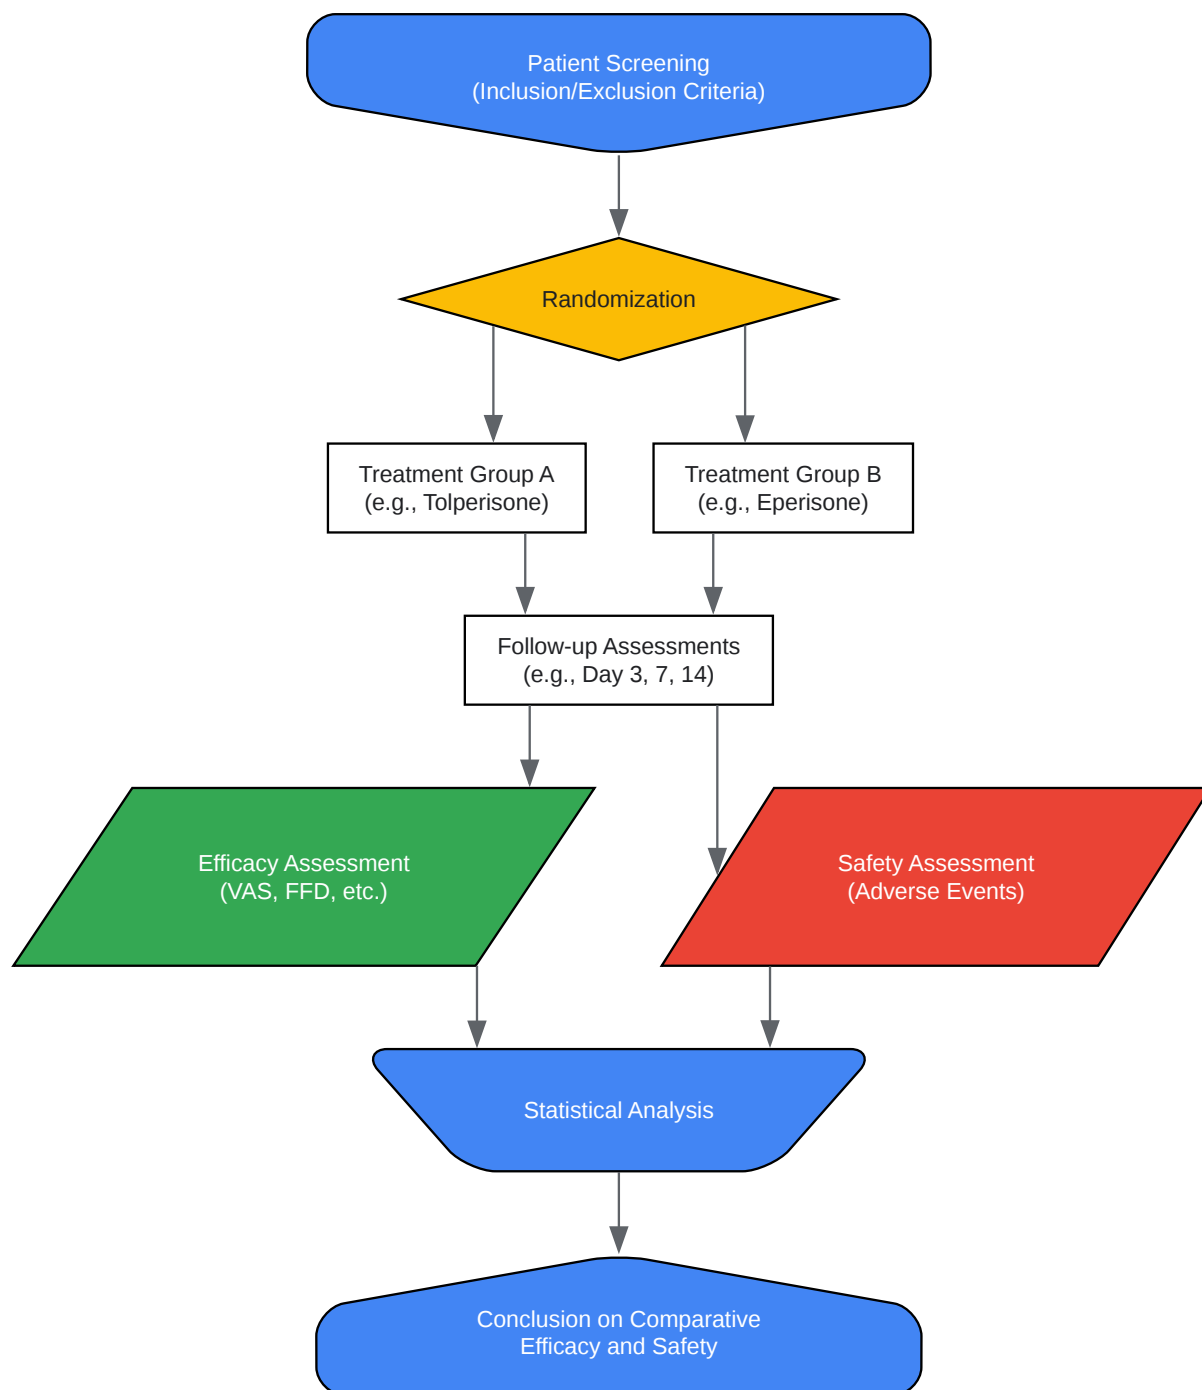 Patient Screening
(Inclusion/Exclusion Criteria)
Randomization
Treatment Group A
(e.g., Tolperisone)
Treatment Group B
(e.g., Eperisone)
Follow-up Assessments
(e.g., Day 3, 7, 14)
Efficacy Assessment
(VAS, FFD, etc.)
Safety Assessment
(Adverse Events)
Statistical Analysis
Conclusion on Comparative
Efficacy and Safety